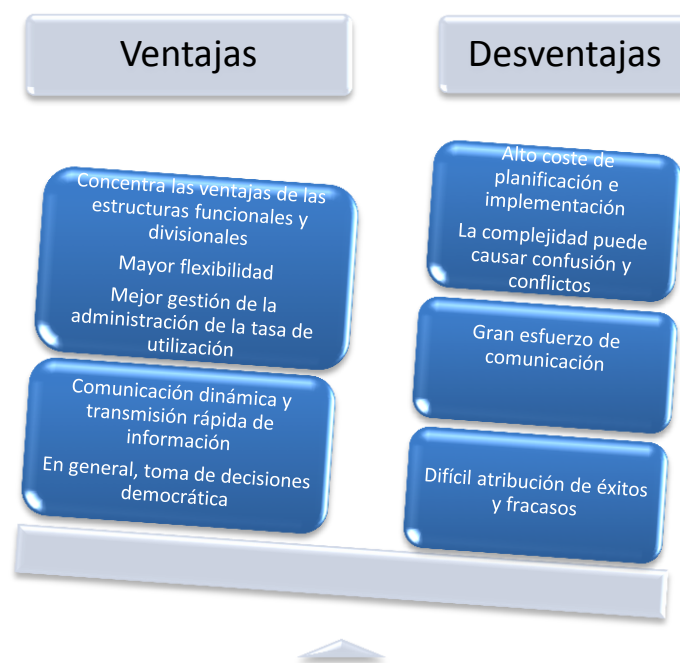 Ventajas
Concentra las ventajas de las
estructuras funcionales y
divisionales
Mayor flexibilidad
Mejor gestión de la
administración de la tasa de
utilización
Comunicación dinámica y
transmisión rápida de
información
En general, toma de decisiones
democrática
Desventajas
Alto coste de
planificación e
implementación
La complejidad puede
causar confusión y
conflictos
Gran esfuerzo de
comunicación
Difícil atribución de éxitos
y fracasos